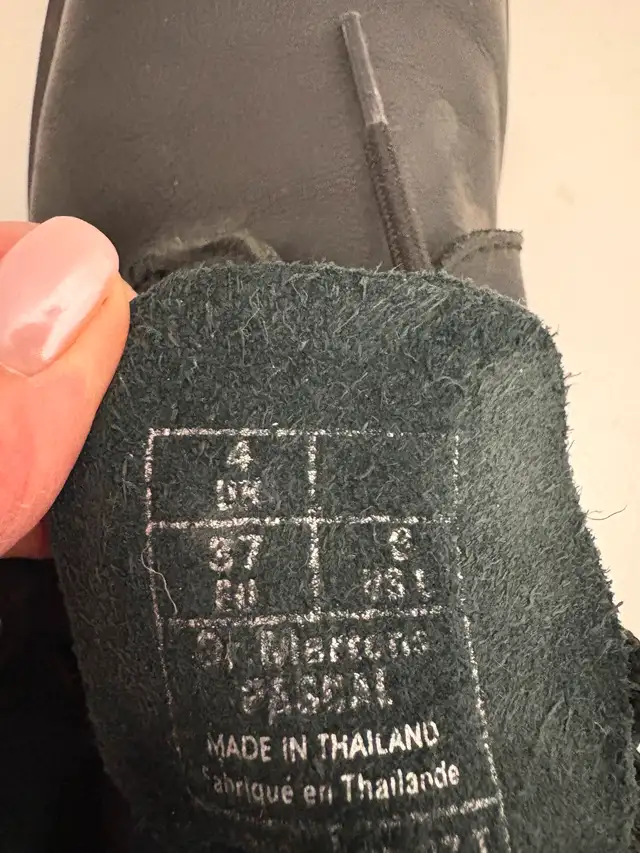 4
UK
37 6
EU US L
Dr. Martens
PASCAL
MADE IN THAILAND
Fabriqué en Thaïlande